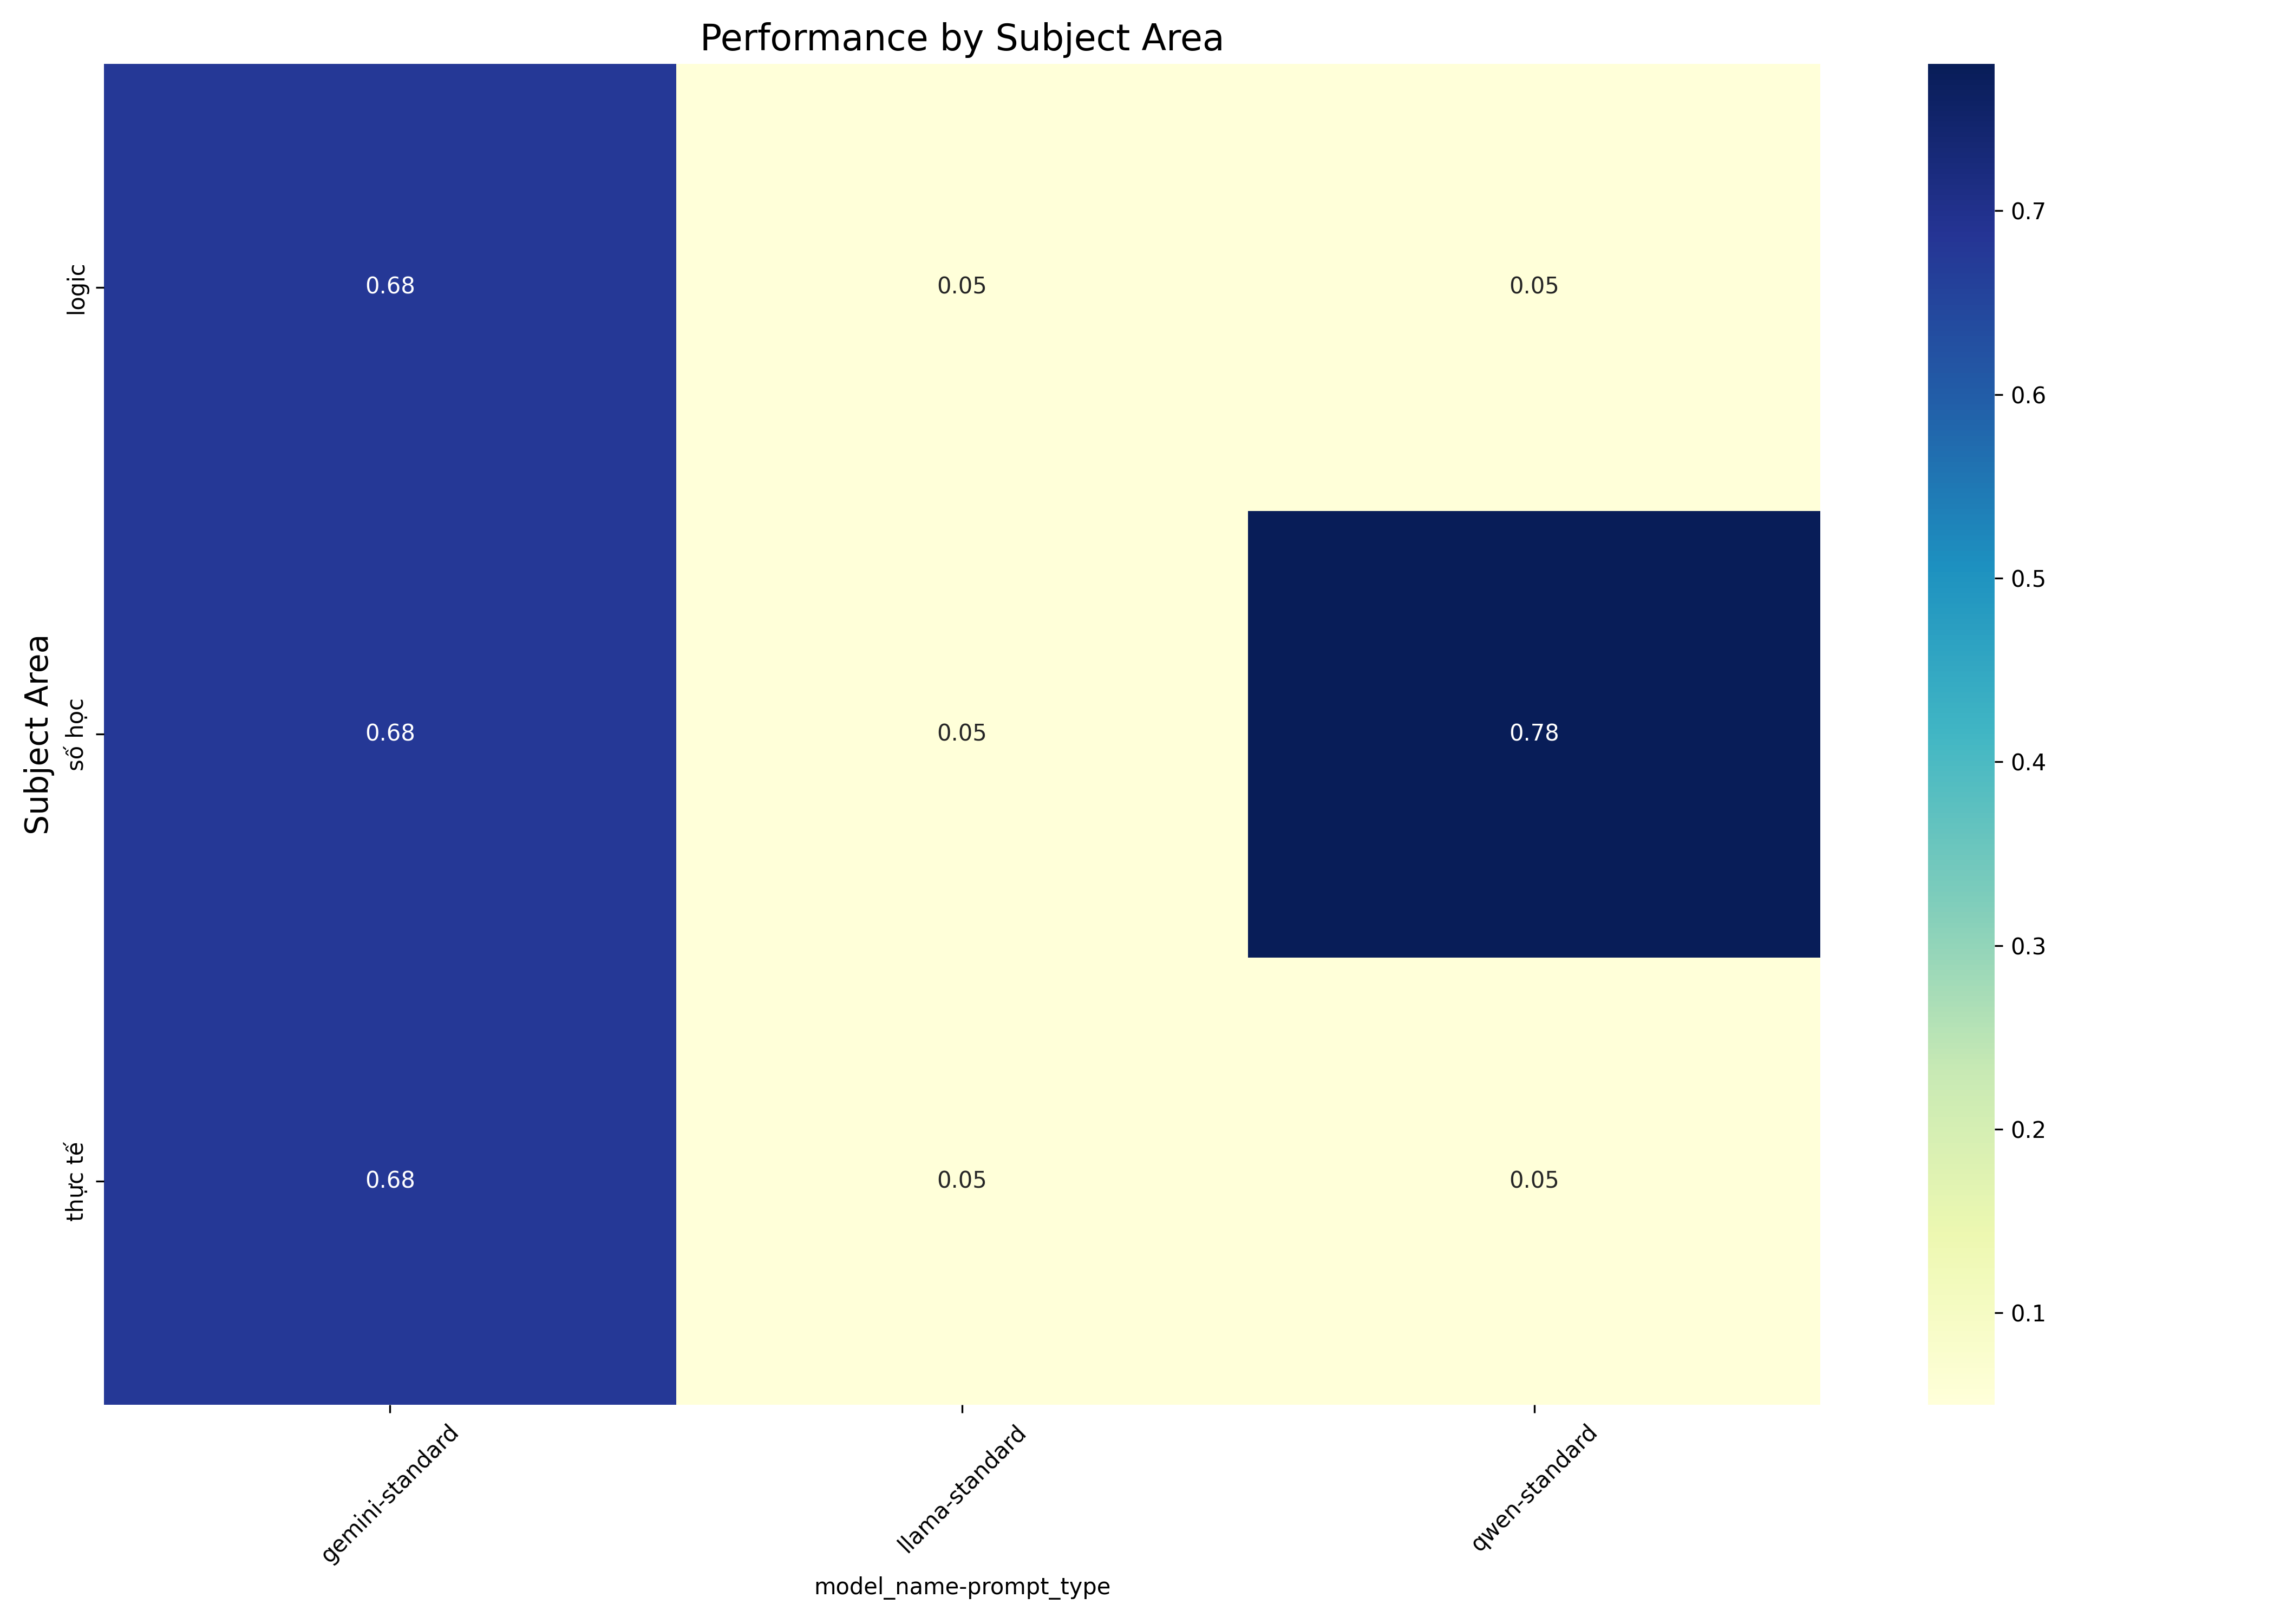 Performance by Subject Area
Subject Area
logic
số học
thực tế
0.68
0.05
0.05
0.68
0.05
0.78
0.68
0.05
0.05
gemini-standard
llama-standard
qwen-standard
model_name-prompt_type
0.7
0.6
0.5
0.4
0.3
0.2
0.1